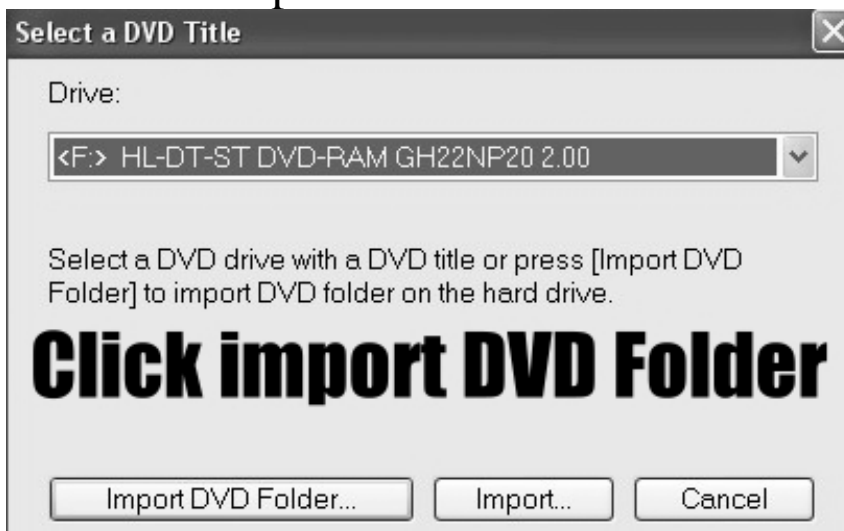 Select a DVD Title
Drive:
<F:> HL-DT-ST DVD-RAM GH22NP20 2.00
Select a DVD drive with a DVD title or press [Import DVD
Folder] to import DVD folder on the hard drive.
Click import DVD Folder
Import DVD Folder... Import... Cancel